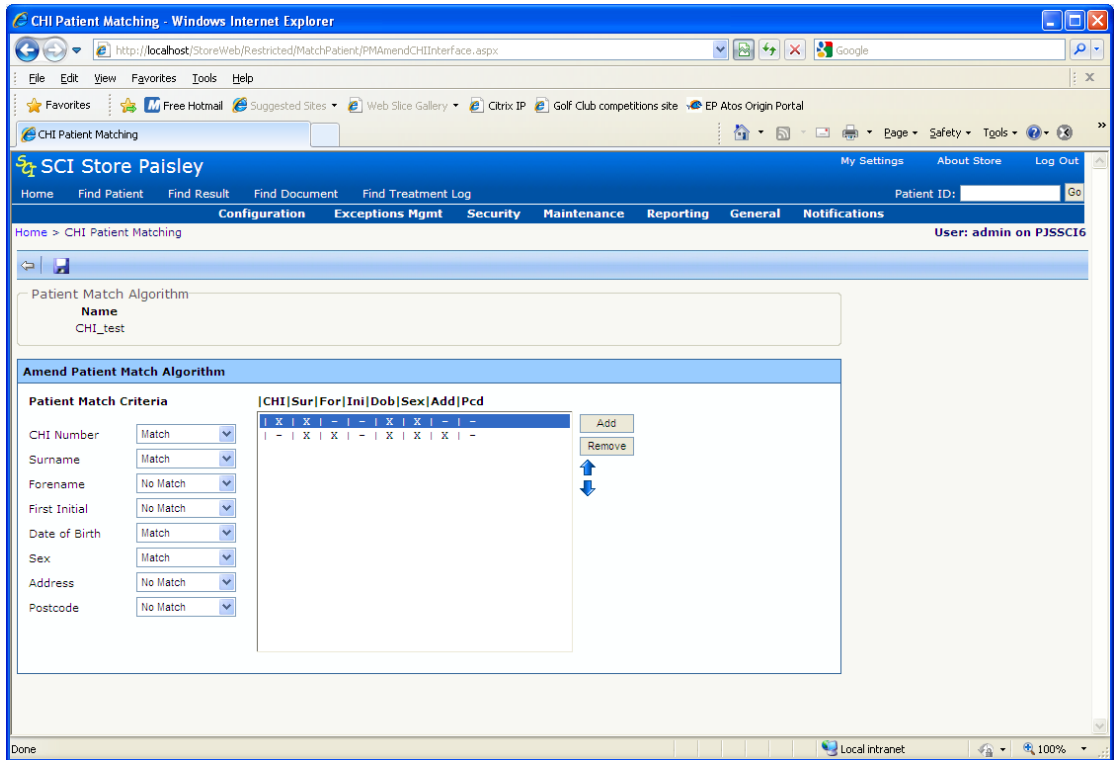 CHI Patient Matching - Windows Internet Explorer
http://localhost/StoreWeb/Restricted/MatchPatient/PMAmendCHIInterface.aspx
Google
File Edit View Favorites Tools Help
x
Favorites Free Hotmail Suggested Sites Web Slice Gallery Citrix IP Golf Club competitions site EP Atos Origin Portal
CHI Patient Matching
Page Safety Tools
SCI Store Paisley
My Settings About Store Log Out
Home Find Patient Find Result Find Document Find Treatment Log
Patient ID: Go
Configuration Exceptions Mgmt Security Maintenance Reporting General Notifications
Home > CHI Patient Matching
User: admin on PJSSCI6
Patient Match Algorithm
Name
CHI_test
Amend Patient Match Algorithm
Patient Match Criteria
|CHI|Sur|For|Ini|Dob|Sex|Add|Pcd
| X | X | - | - | X | X | - | -
| - | X | X | - | X | X | X | -
Add
Remove
CHI Number Match
Surname Match
Forename No Match
First Initial No Match
Date of Birth Match
Sex Match
Address No Match
Postcode No Match
Done
Local intranet
100%